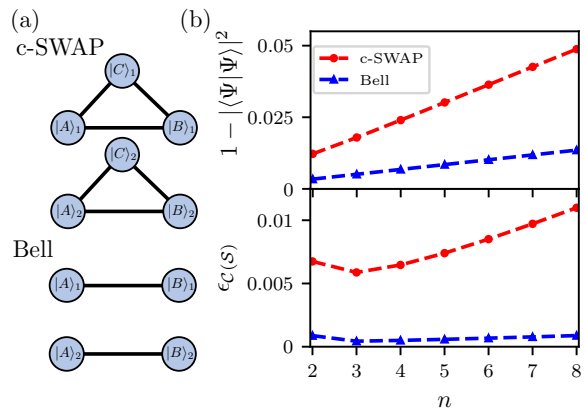 (a)
c-SWAP
|C⟩₁
|A⟩₁ |B⟩₁
|C⟩₂
|A⟩₂ |B⟩₂
Bell
|A⟩₁ |B⟩₁
|A⟩₂ |B⟩₂
(b)
1 − |⟨Ψ̃|Ψ⟩|²
0.05
0.025
0
c-SWAP
Bell
ϵ_C(S)
0.01
0.005
0
2 3 4 5 6 7 8
n